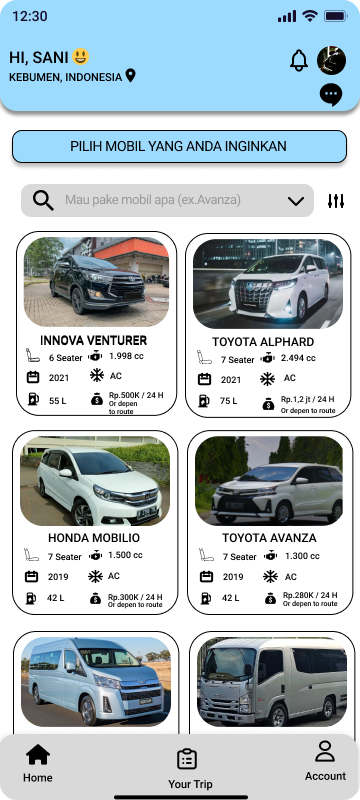 12:30
HI, SANI 😃
KEBUMEN, INDONESIA
PILIH MOBIL YANG ANDA INGINKAN
Mau pake mobil apa (ex.Avanza)
INNOVA VENTURER
6 Seater 1.998 cc
2021 AC
55 L Rp.500K / 24 H
Or depen
to route
TOYOTA ALPHARD
7 Seater 2.494 cc
2021 AC
75 L Rp.1,2 jt / 24 H
Or depen to route
HONDA MOBILIO
7 Seater 1.500 cc
2019 AC
42 L Rp.300K / 24 H
Or depen to route
TOYOTA AVANZA
7 Seater 1.300 cc
2019 AC
42 L Rp.280K / 24 H
Or depen to route
Home
Your Trip
Account